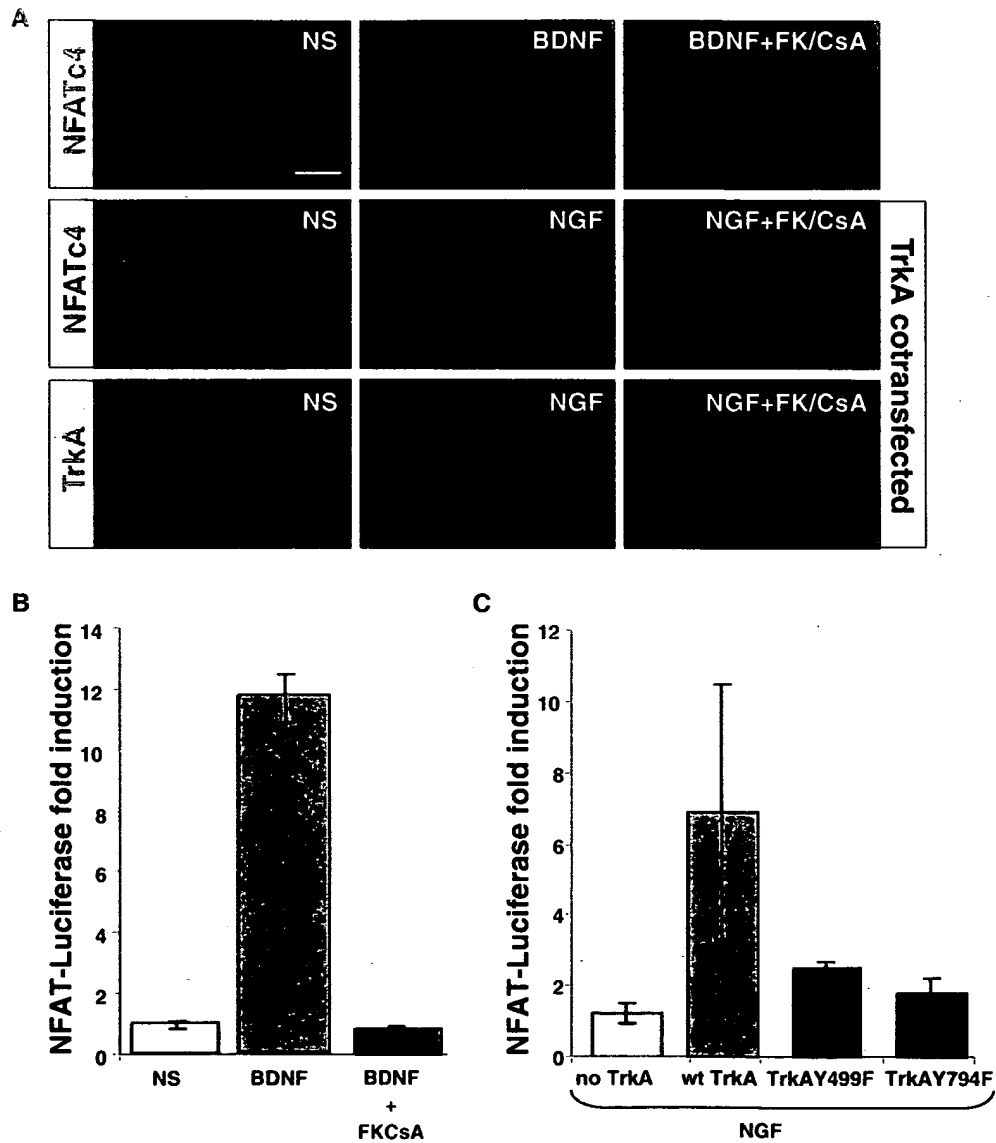 A
NFATc4
NS
BDNF
BDNF+FK/CsA
NFATc4
NS
NGF
NGF+FK/CsA
TrkA
NS
NGF
NGF+FK/CsA
TrkA cotransfected
B
NFAT-Luciferase fold induction
14
12
10
8
6
4
2
0
NS
BDNF
BDNF
+
FKCsA
C
NFAT-Luciferase fold induction
12
10
8
6
4
2
0
no TrkA
wt TrkA
TrkAY499F
TrkAY794F
NGF